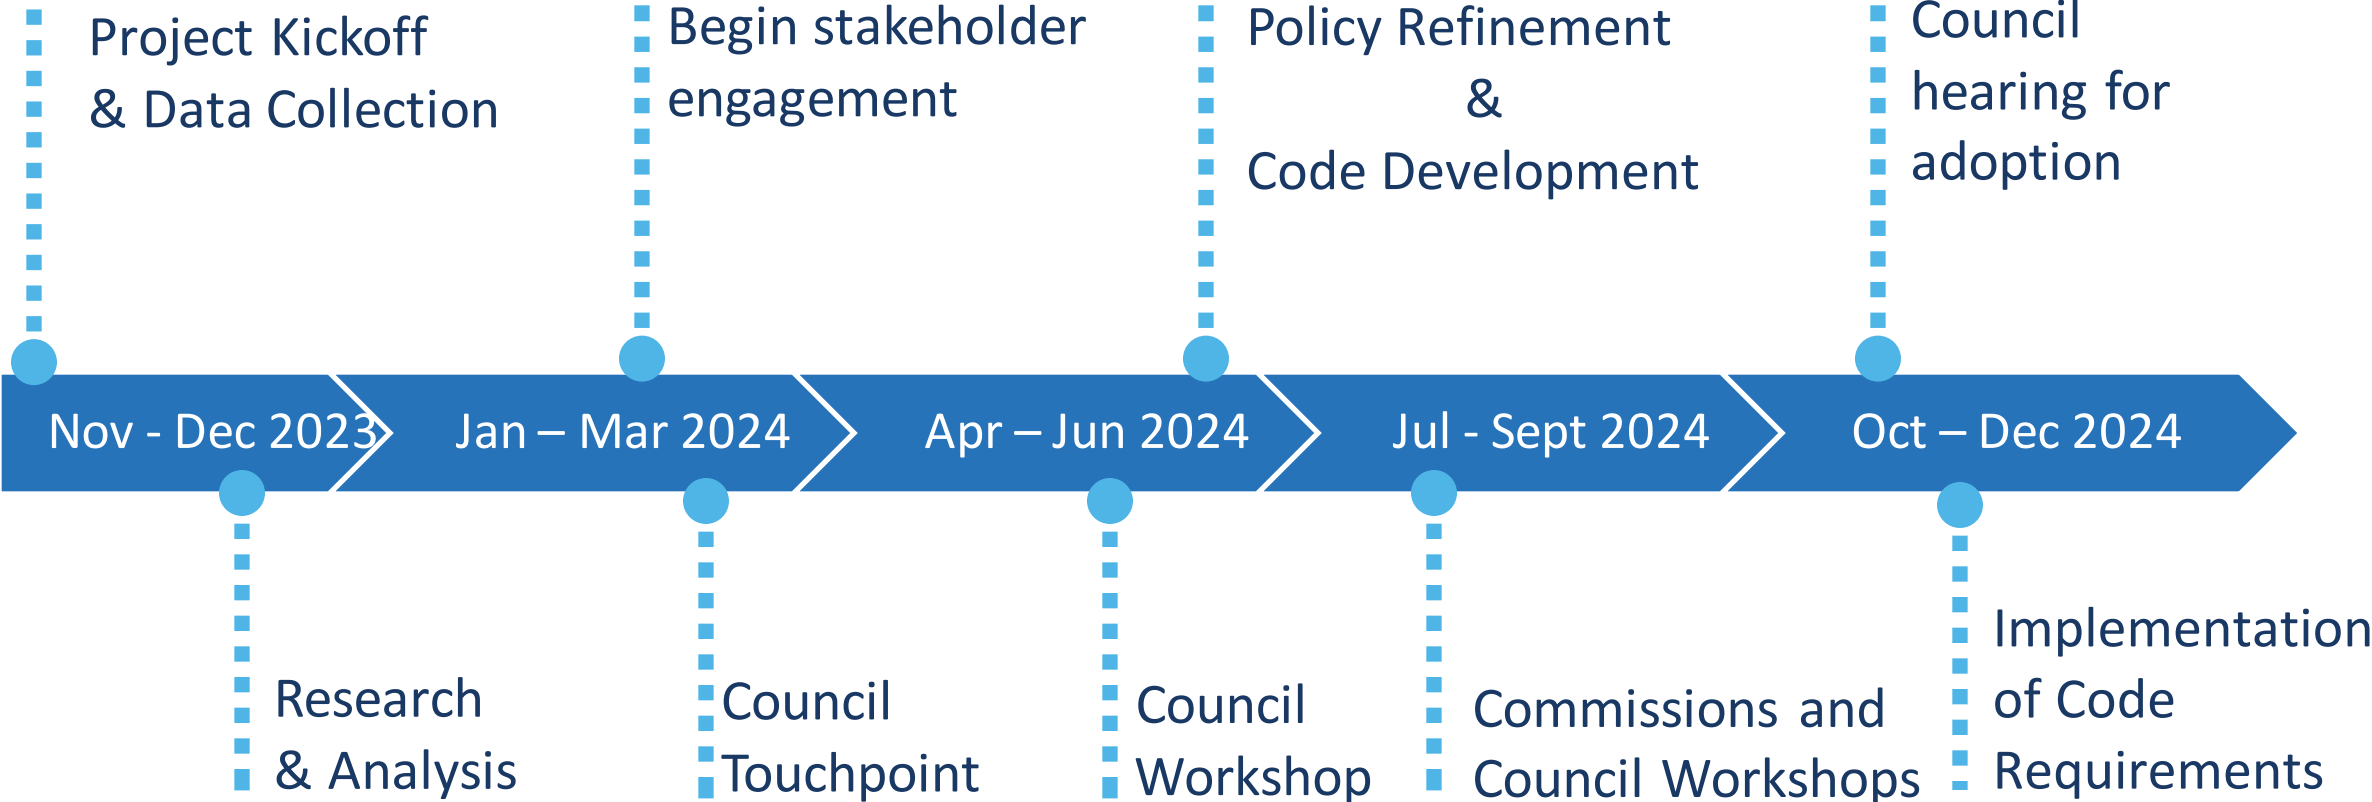 Project Kickoff
& Data Collection
Begin stakeholder
engagement
Policy Refinement
&
Code Development
Council
hearing for
adoption
Nov - Dec 2023
Jan – Mar 2024
Apr – Jun 2024
Jul - Sept 2024
Oct – Dec 2024
Research
& Analysis
Council
Touchpoint
Council
Workshop
Commissions and
Council Workshops
Implementation
of Code
Requirements